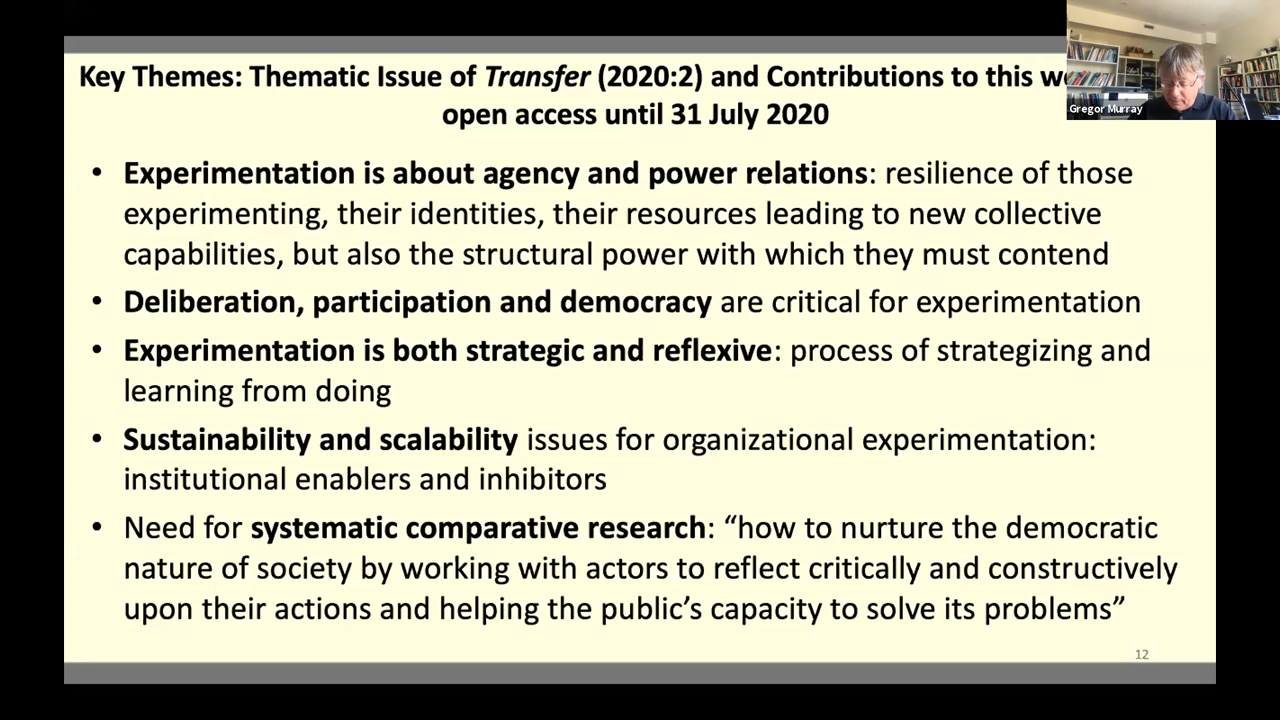 Key Themes: Thematic Issue of Transfer (2020:2) and Contributions to this
open access until 31 July 2020
Gregor Murray
• Experimentation is about agency and power relations: resilience of those
experimenting, their identities, their resources leading to new collective
capabilities, but also the structural power with which they must contend
• Deliberation, participation and democracy are critical for experimentation
• Experimentation is both strategic and reflexive: process of strategizing and
learning from doing
• Sustainability and scalability issues for organizational experimentation:
institutional enablers and inhibitors
• Need for systematic comparative research: “how to nurture the democratic
nature of society by working with actors to reflect critically and constructively
upon their actions and helping the public’s capacity to solve its problems”
12